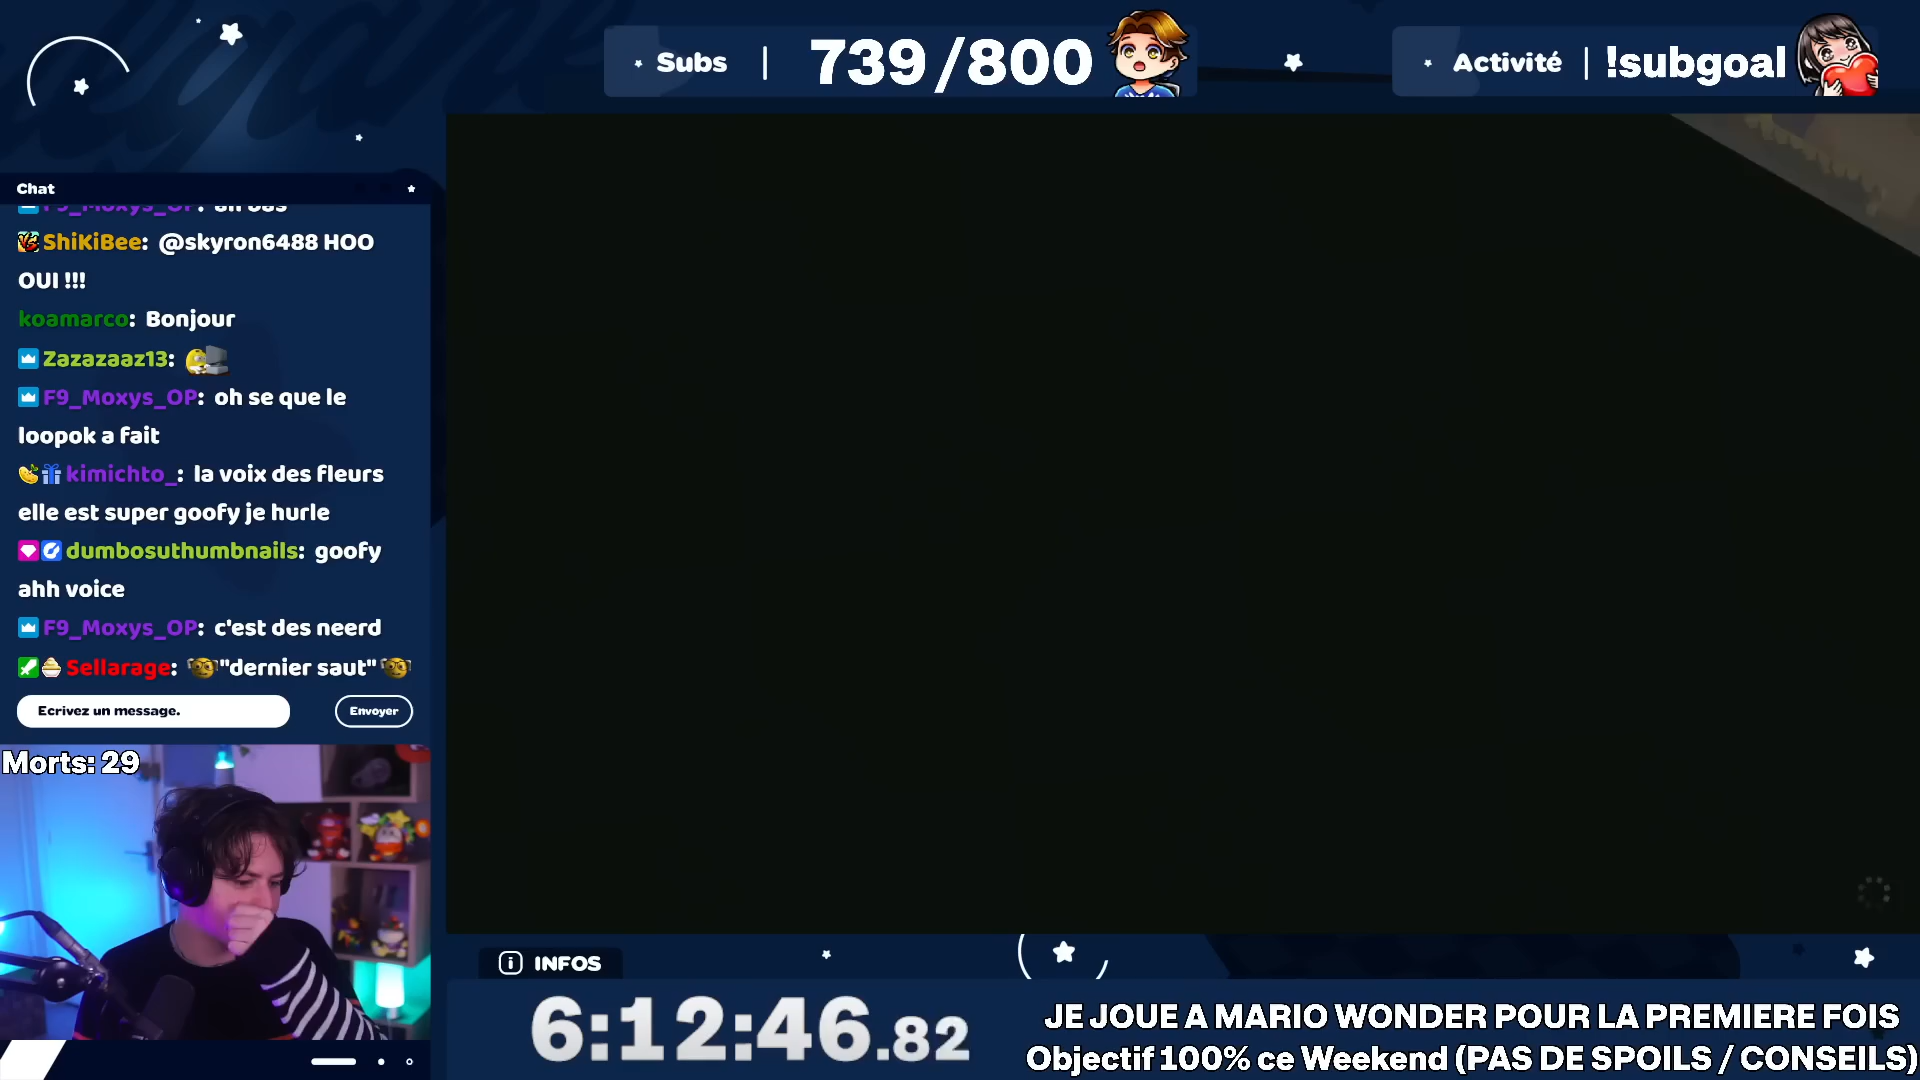 Subs | 739/800
Activité | !subgoal
Chat
F9_Moxys_OP: ah bas
ShiKiBee: @skyron6488 HOO
OUI !!!
koamarco: Bonjour
Zazazaaz13:
F9_Moxys_OP: oh se que le
loopok a fait
kimichto_: la voix des fleurs
elle est super goofy je hurle
dumbosuthumbnails: goofy
ahh voice
F9_Moxys_OP: c'est des neerd
Sellarage: "dernier saut"
Ecrivez un message.
Envoyer
Morts: 29
INFOS
6:12:46.82
JE JOUE A MARIO WONDER POUR LA PREMIERE FOIS
Objectif 100% ce Weekend (PAS DE SPOILS / CONSEILS)